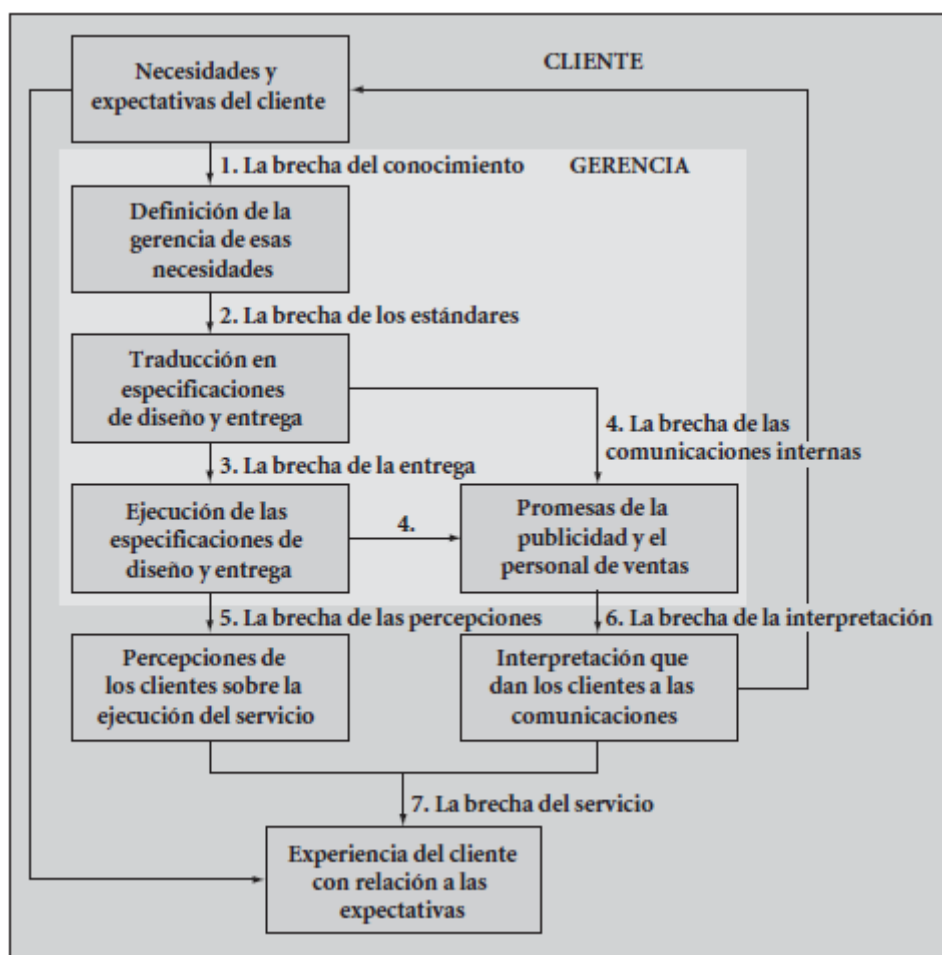 CLIENTE
Necesidades y
expectativas del cliente
1. La brecha del conocimiento
GERENCIA
Definición de la
gerencia de esas
necesidades
2. La brecha de los estándares
Traducción en
especificaciones
de diseño y entrega
4. La brecha de las
comunicaciones internas
3. La brecha de la entrega
Ejecución de las
especificaciones de
diseño y entrega
4.
Promesas de la
publicidad y el
personal de ventas
5. La brecha de las percepciones
6. La brecha de la interpretación
Percepciones de
los clientes sobre la
ejecución del servicio
Interpretación que
dan los clientes a las
comunicaciones
7. La brecha del servicio
Experiencia del cliente
con relación a las
expectativas